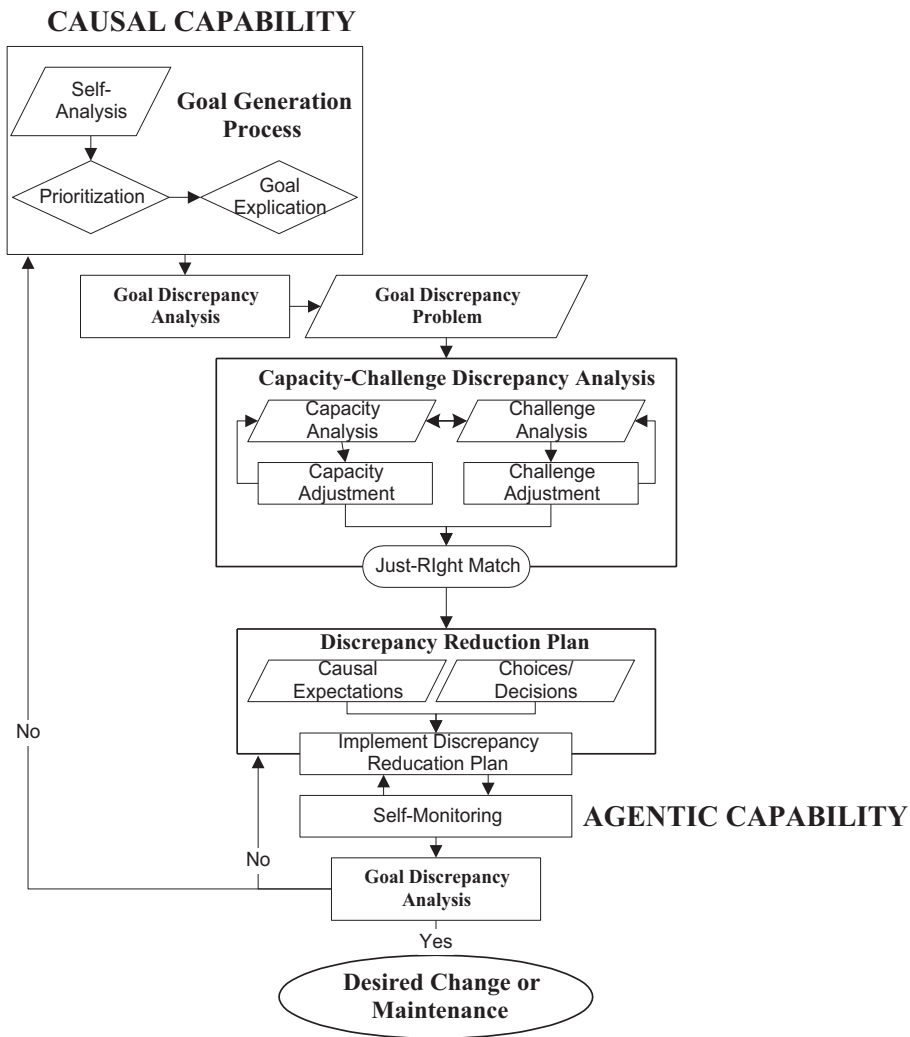 CAUSAL CAPABILITY
Self-
Analysis
Goal Generation
Process
Prioritization
Goal
Explication
Goal Discrepancy
Analysis
Goal Discrepancy
Problem
Capacity-Challenge Discrepancy Analysis
Capacity
Analysis
Challenge
Analysis
Capacity
Adjustment
Challenge
Adjustment
Just-RIght Match
Discrepancy Reduction Plan
Causal
Expectations
Choices/
Decisions
Implement Discrepancy
Reducation Plan
No
Self-Monitoring
AGENTIC CAPABILITY
No
Goal Discrepancy
Analysis
Yes
Desired Change or
Maintenance